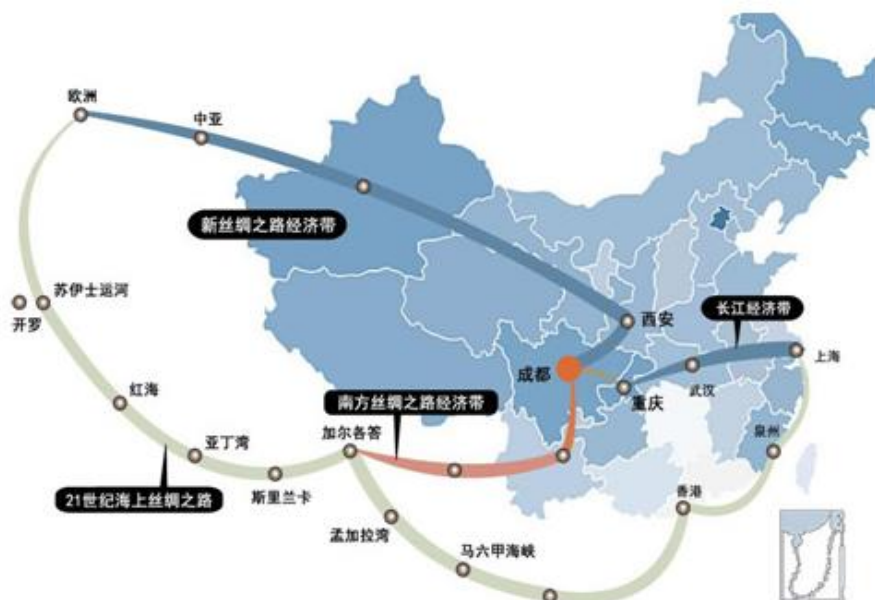 欧洲
中亚
新丝绸之路经济带
苏伊士运河
开罗
西安
长江经济带
上海
成都
武汉
重庆
红海
南方丝绸之路经济带
加尔各答
亚丁湾
泉州
斯里兰卡
21世纪海上丝绸之路
香港
孟加拉湾
马六甲海峡